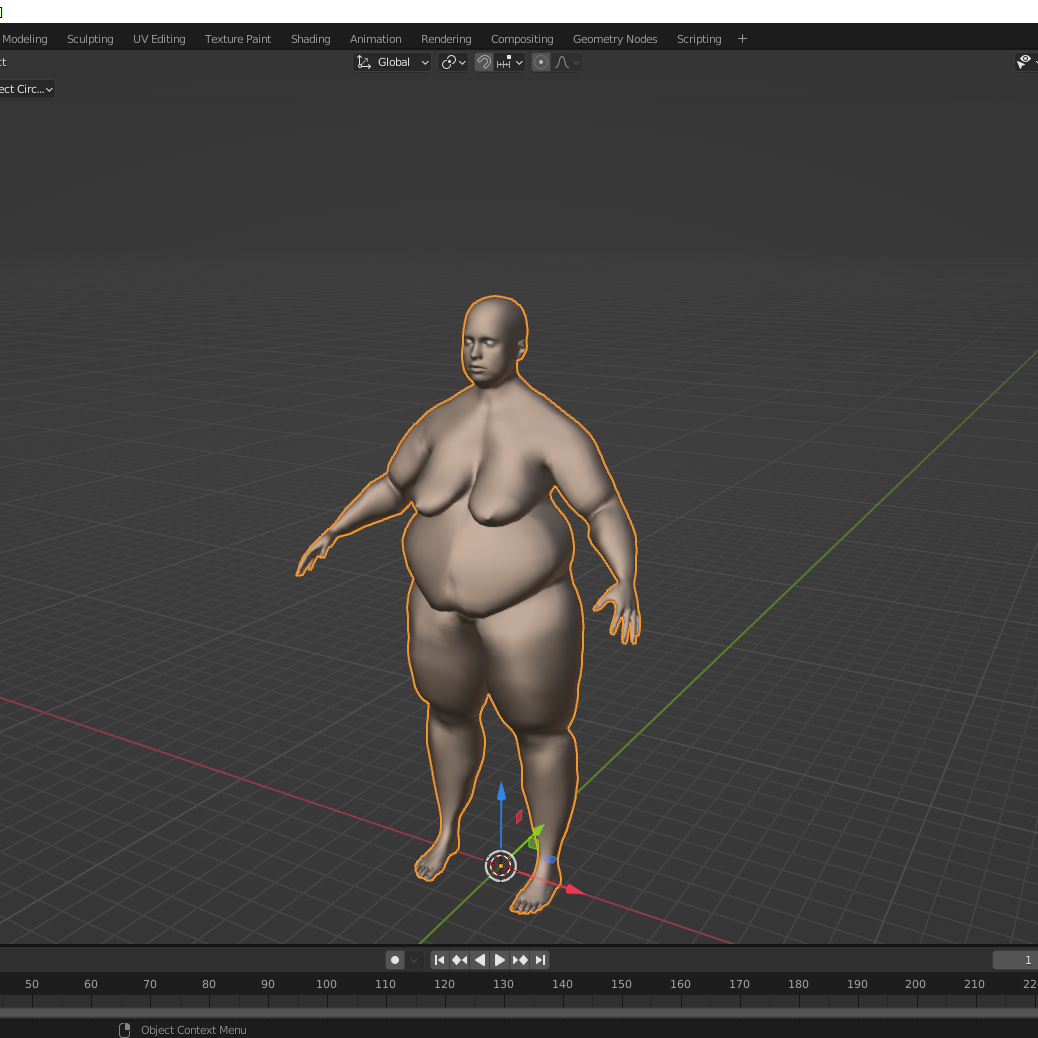 Modeling Sculpting UV Editing Texture Paint Shading Animation Rendering Compositing Geometry Nodes Scripting +
ct Global
ect Circ...
1
50 60 70 80 90 100 110 120 130 140 150 160 170 180 190 200 210 22
Object Context Menu